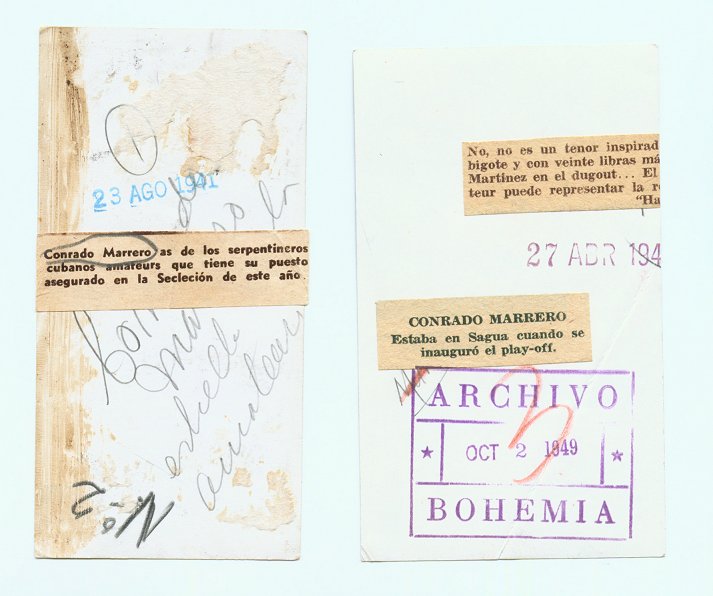 1
23 AGO 1941
Conrado Marrero as de los serpentineros
cubanos amateurs que tiene su puesto
asegurado en la Secleción de este año.
amateurs
No 2
No, no es un tenor inspirad
bigote y con veinte libras má
Martínez en el dugout... El
teur puede representar la r
"Ha
27 ABR 194
CONRADO MARRERO
Estaba en Sagua cuando se
inauguró el play-off.
ARCHIVO
OCT 2 1949
BOHEMIA